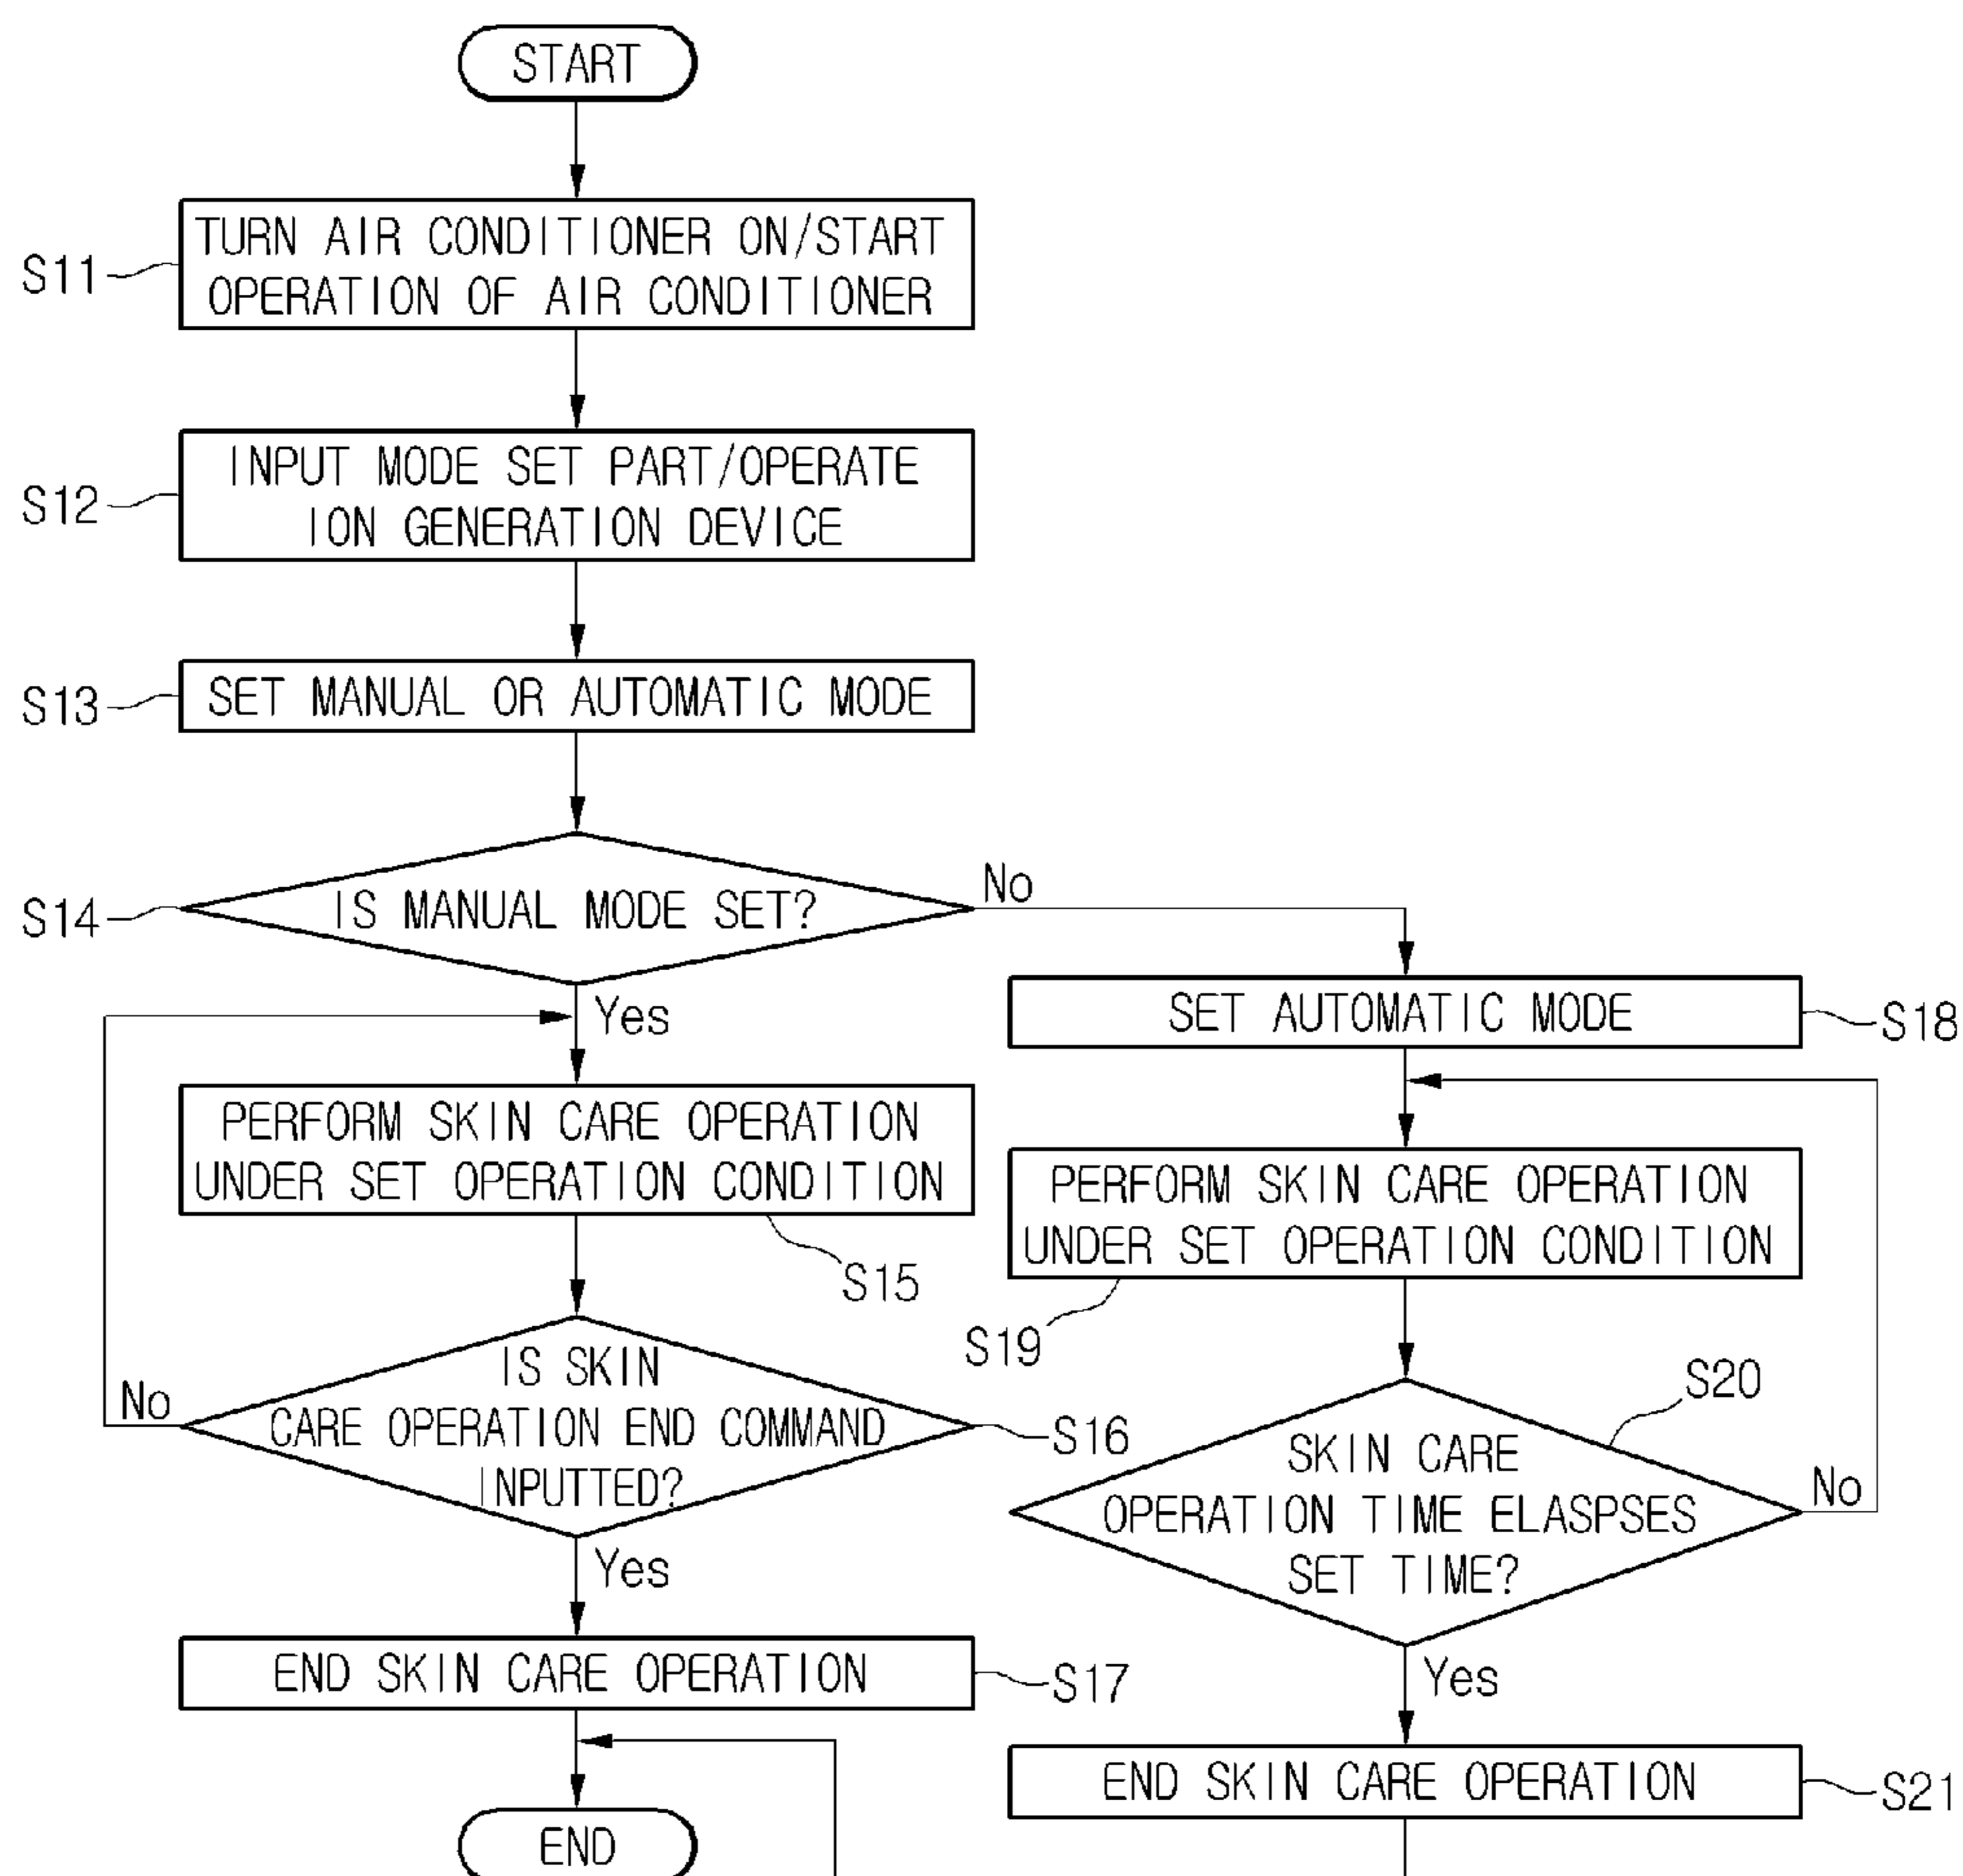 START
S11
TURN AIR CONDITIONER ON/START
OPERATION OF AIR CONDITIONER
S12
INPUT MODE SET PART/OPERATE
ION GENERATION DEVICE
S13
SET MANUAL OR AUTOMATIC MODE
S14
IS MANUAL MODE SET?
No
Yes
PERFORM SKIN CARE OPERATION
UNDER SET OPERATION CONDITION
S15
No
IS SKIN
CARE OPERATION END COMMAND
INPUTTED?
S16
Yes
END SKIN CARE OPERATION
S17
END
SET AUTOMATIC MODE
S18
PERFORM SKIN CARE OPERATION
UNDER SET OPERATION CONDITION
S19
S20
SKIN CARE
OPERATION TIME ELASPSES
SET TIME?
No
Yes
END SKIN CARE OPERATION
S21